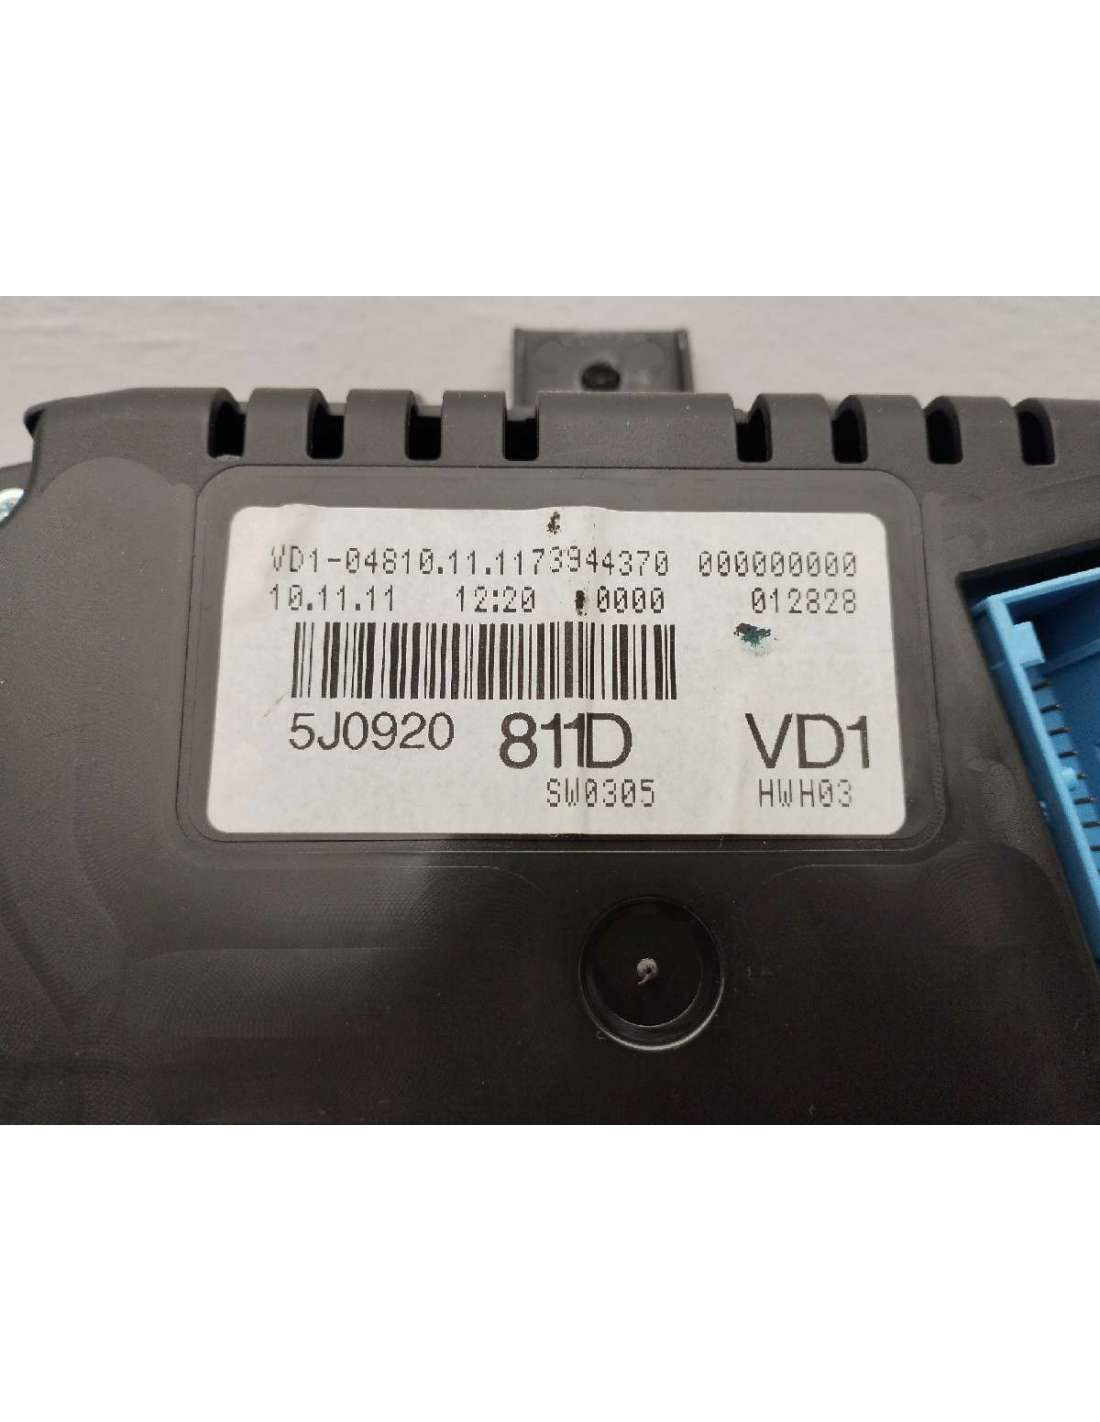 VD1-04810.11.1173944370 000000000
10.11.11 12:20 0000 012828
5J0920 811D VD1
SW0305 HWH03